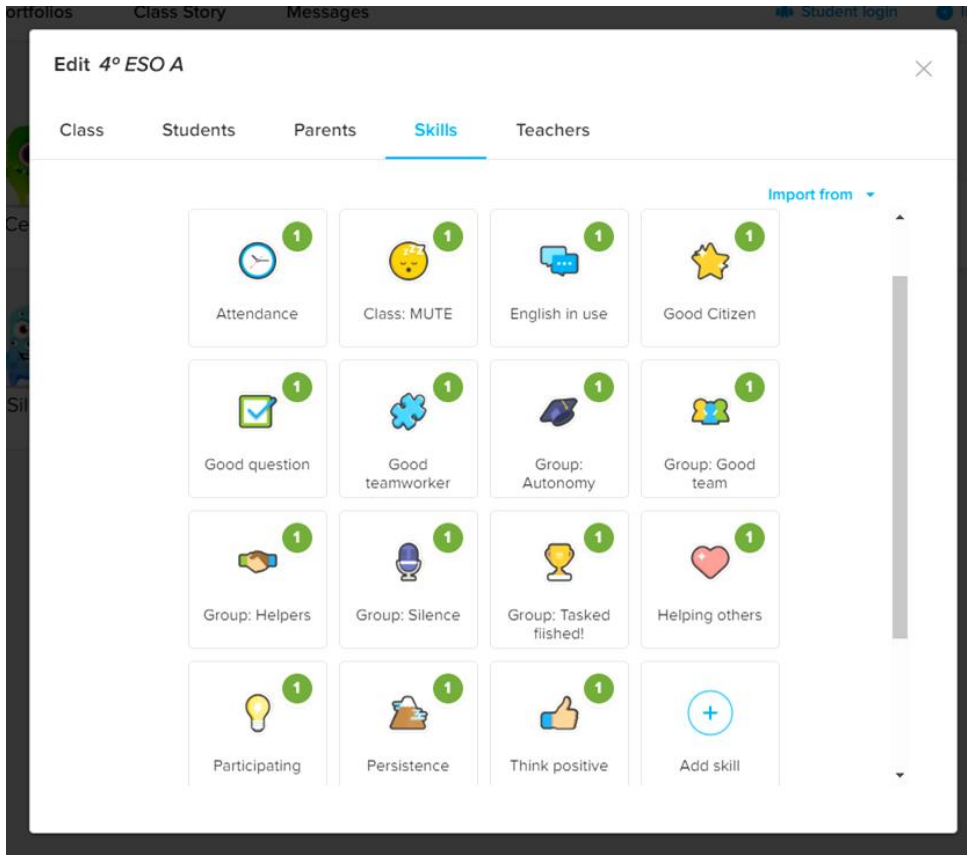 ortfolios Class Story Messages Student login
Edit 4º ESO A
Class Students Parents Skills Teachers
Import from
1 1 1 1
Attendance Class: MUTE English in use Good Citizen
1 1 1 1
Good question Good teamworker Group: Autonomy Group: Good team
1 1 1 1
Group: Helpers Group: Silence Group: Tasked fiished! Helping others
1 1 1
Participating Persistence Think positive Add skill
Ce
Sil